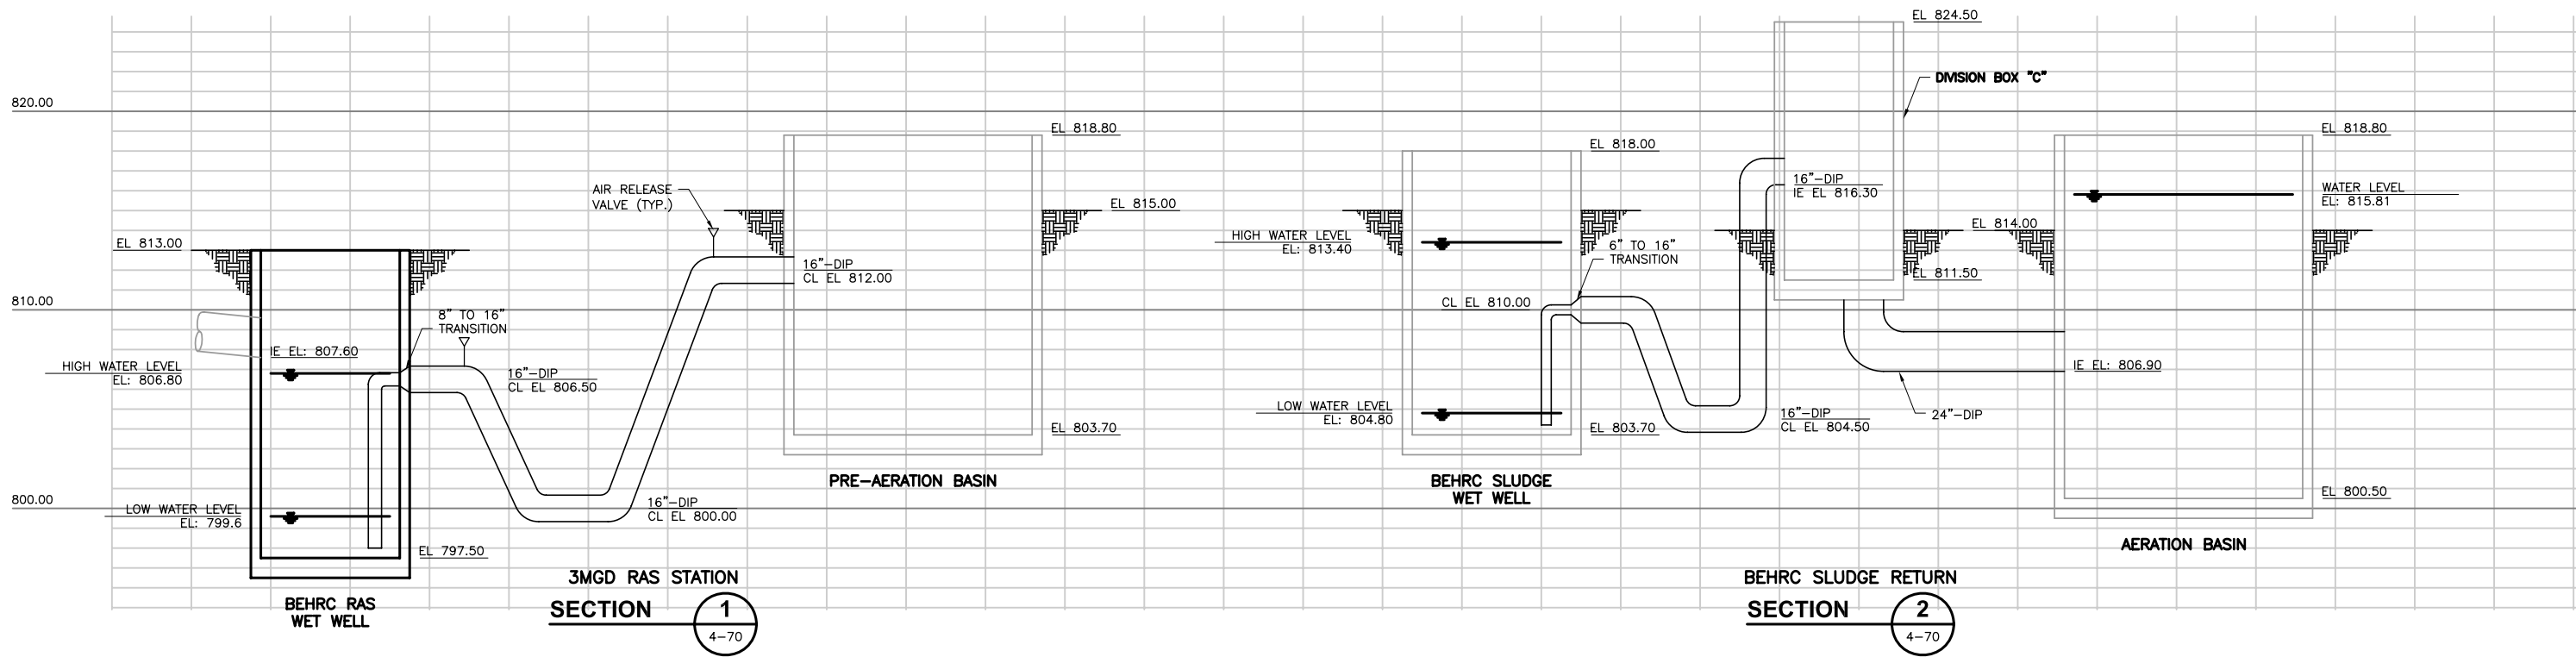 820.00
810.00
800.00
EL 813.00
IE EL: 807.60
HIGH WATER LEVEL
EL: 806.80
LOW WATER LEVEL
EL: 799.6
EL 797.50
8" TO 16"
TRANSITION
16"-DIP
CL EL 806.50
AIR RELEASE
VALVE (TYP.)
16"-DIP
CL EL 800.00
16"-DIP
CL EL 812.00
EL 818.80
EL 815.00
EL 803.70
PRE-AERATION BASIN
BEHRC RAS
WET WELL
3MGD RAS STATION
SECTION
1
4-70
EL 818.00
HIGH WATER LEVEL
EL: 813.40
CL EL 810.00
LOW WATER LEVEL
EL: 804.80
EL 803.70
BEHRC SLUDGE
WET WELL
6" TO 16"
TRANSITION
16"-DIP
CL EL 804.50
16"-DIP
IE EL 816.30
EL 824.50
DIVISION BOX "C"
EL 814.00
EL 811.50
24"-DIP
IE EL: 806.90
EL 818.80
WATER LEVEL
EL: 815.81
EL 800.50
AERATION BASIN
BEHRC SLUDGE RETURN
SECTION
2
4-70